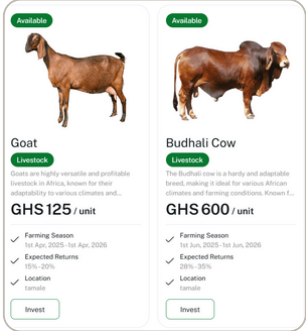 Available
Goat
Livestock
Goats are highly versatile and profitable
livestock in Africa, known for their
adaptability to various climates and...
GHS 125 / unit
Farming Season
1st Apr, 2025 - 1st Apr, 2026
Expected Returns
15% - 20%
Location
tamale
Invest
Available
Budhali Cow
Livestock
The Budhali cow is a hardy and adaptable
breed, making it ideal for various African
climates and farming conditions. Known f...
GHS 600 / unit
Farming Season
1st Jun, 2025 - 1st Jun, 2026
Expected Returns
28% - 35%
Location
tamale
Invest